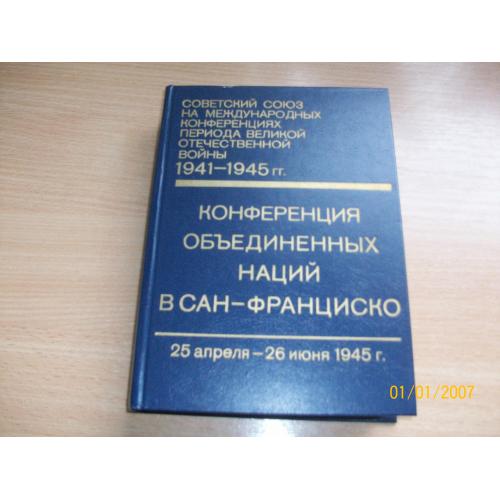 СОВЕТСКИЙ СОЮЗ
НА МЕЖДУНАРОДНЫХ
КОНФЕРЕНЦИЯХ
ПЕРИОДА ВЕЛИКОЙ
ОТЕЧЕСТВЕННОЙ
ВОЙНЫ
1941–1945 гг.
КОНФЕРЕНЦИЯ
ОБЪЕДИНЕННЫХ
НАЦИЙ
В САН-ФРАНЦИСКО
25 апреля – 26 июня 1945 г.
01/01/2007